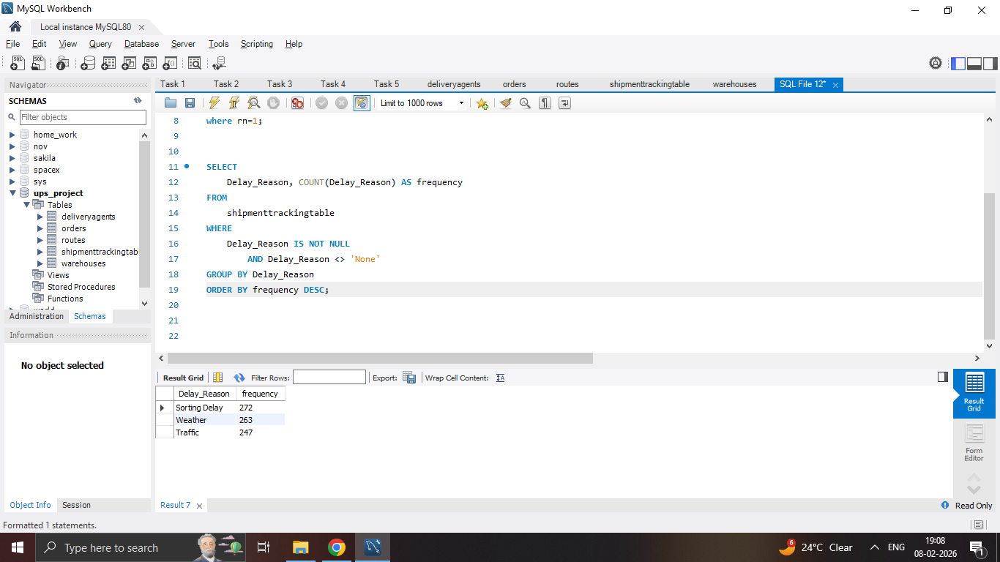 MySQL Workbench
Local instance MySQL80
File Edit View Query Database Server Tools Scripting Help
Navigator
SCHEMAS
Filter objects
home_work
nov
sakila
spacex
sys
ups_project
Tables
deliveryagents
orders
routes
shipmenttrackingtabl
warehouses
Views
Stored Procedures
Functions
Administration Schemas
Information
No object selected
Object Info Session
Task 1 Task 2 Task 3 Task 4 Task 5 deliveryagents orders routes shipmenttrackingtable warehouses SQL File 12*
Limit to 1000 rows
8 where rn=1;
9
10
11 SELECT
12 Delay_Reason, COUNT(Delay_Reason) AS frequency
13 FROM
14 shipmenttrackingtable
15 WHERE
16 Delay_Reason IS NOT NULL
17 AND Delay_Reason <> 'None'
18 GROUP BY Delay_Reason
19 ORDER BY frequency DESC;
20
21
22
Result Grid Filter Rows: Export: Wrap Cell Content:
Delay_Reason frequency
Sorting Delay 272
Weather 263
Traffic 247
Result Grid
Form Editor
Result 7
Read Only
Formatted 1 statements.
Type here to search
6
24°C Clear
ENG
19:08
08-02-2026
1